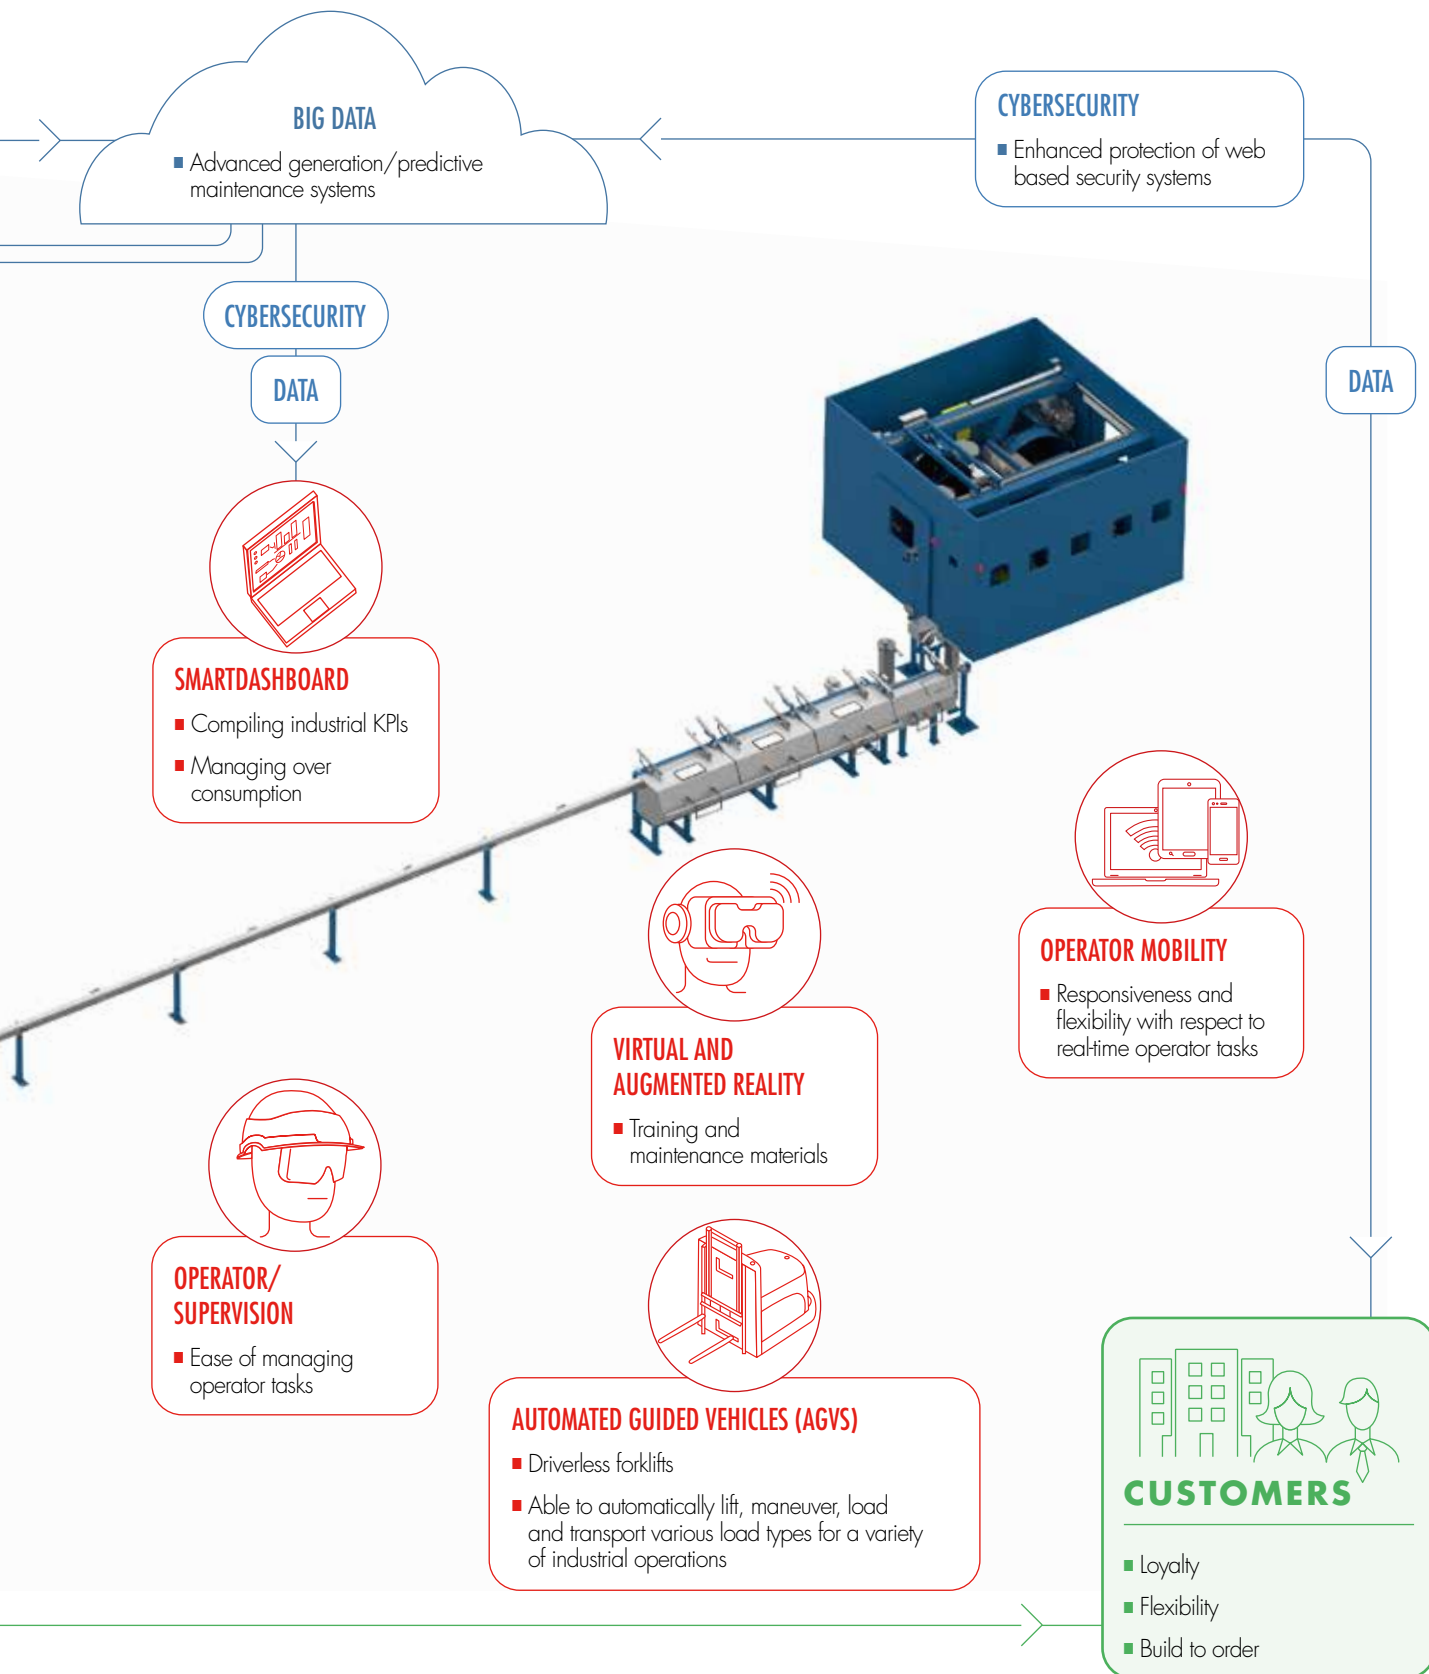 BIG DATA
Advanced generation/predictive
maintenance systems
CYBERSECURITY
Enhanced protection of web
based security systems
CYBERSECURITY
DATA
DATA
SMARTDASHBOARD
Compiling industrial KPIs
Managing over
consumption
OPERATOR MOBILITY
Responsiveness and
flexibility with respect to
real-time operator tasks
VIRTUAL AND
AUGMENTED REALITY
Training and
maintenance materials
OPERATOR/
SUPERVISION
Ease of managing
operator tasks
AUTOMATED GUIDED VEHICLES (AGVS)
Driverless forklifts
Able to automatically lift, maneuver, load
and transport various load types for a variety
of industrial operations
CUSTOMERS
Loyalty
Flexibility
Build to order